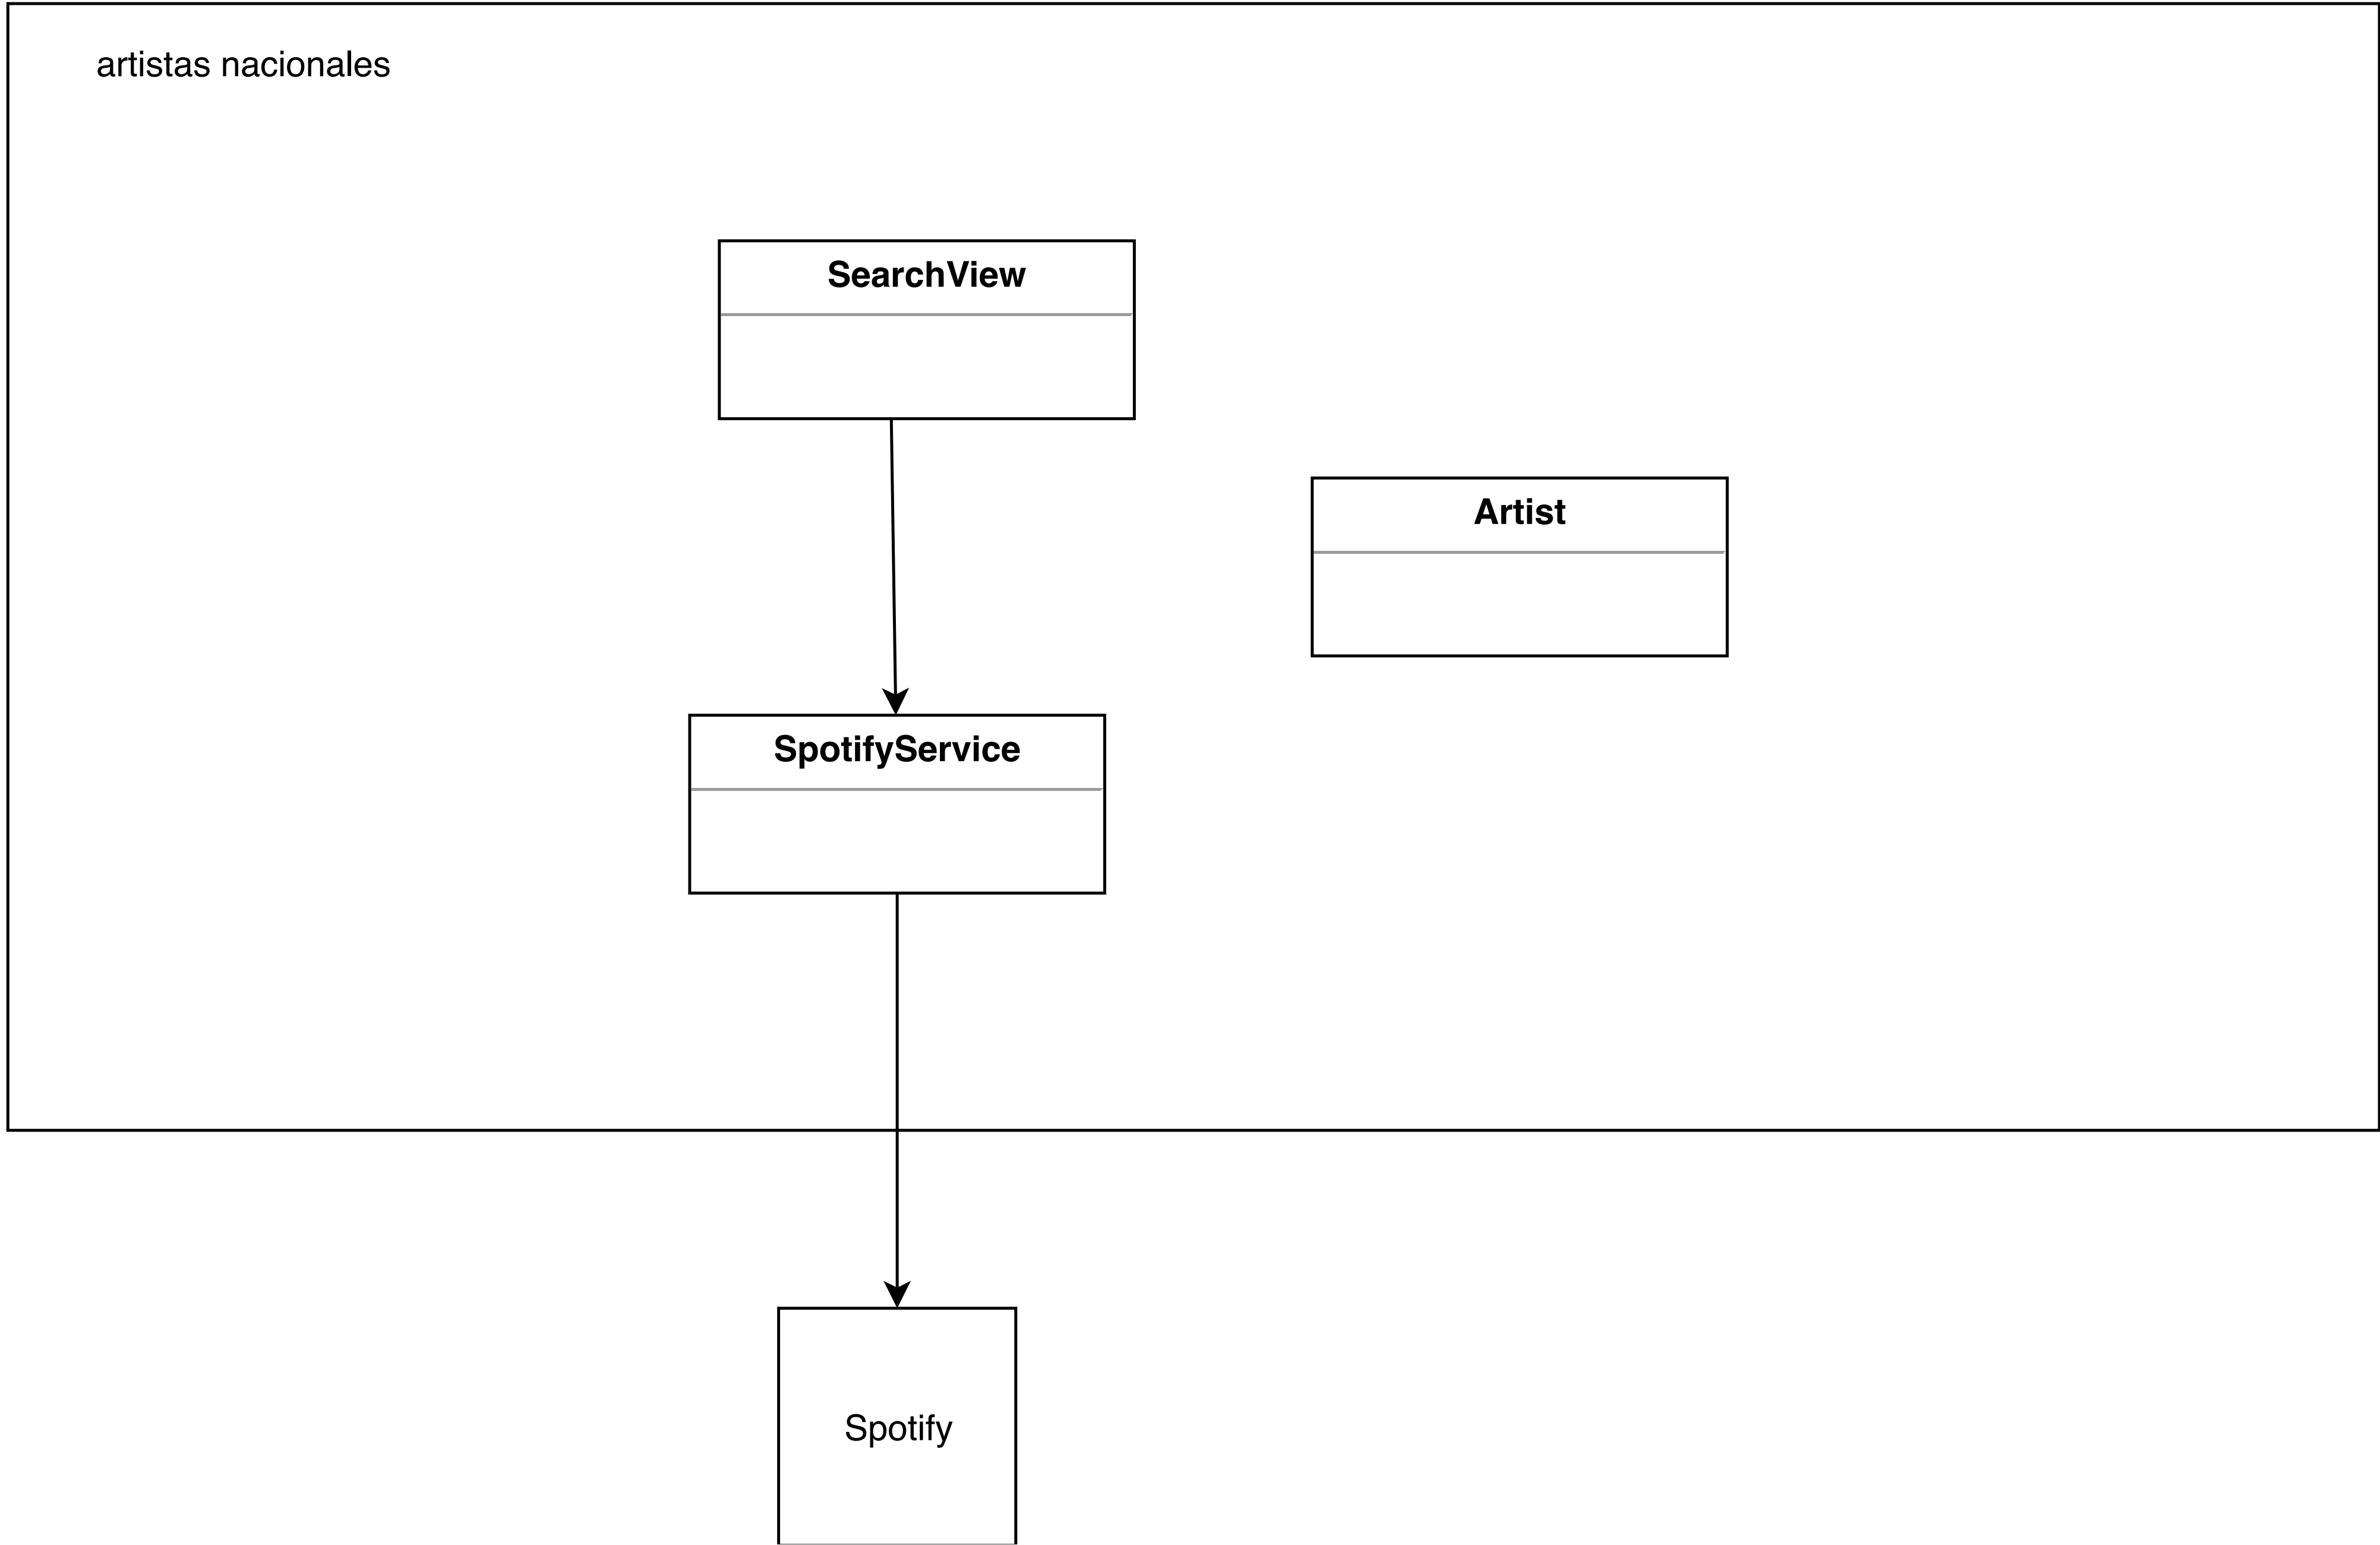 artistas nacionales
SearchView
Artist
SpotifyService
Spotify